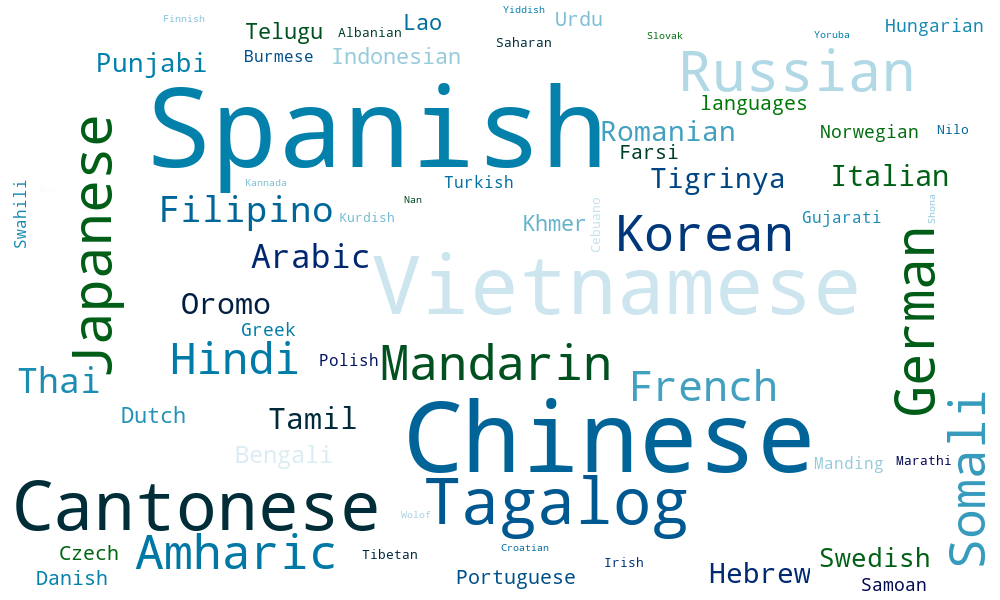 Finnish
Yiddish
Urdu
Lao
Hungarian
Telugu
Albanian
Saharan
Slovak
Yoruba
Punjabi
Burmese
Indonesian
Russian
Spanish
languages
Romanian
Norwegian
Nilo
Farsi
Japanese
Swahili
Kannada
Turkish
Tigrinya
Italian
Filipino
Nan
Kurdish
Khmer
Cebuano
Korean
Gujarati
Shona
Arabic
Vietnamese
German
Oromo
Greek
Hindi
Polish
Mandarin
Thai
French
Dutch
Tamil
Chinese
Somali
Bengali
Manding
Marathi
Cantonese
Tagalog
Wolof
Czech
Amharic
Tibetan
Croatian
Irish
Swedish
Danish
Portuguese
Hebrew
Samoan